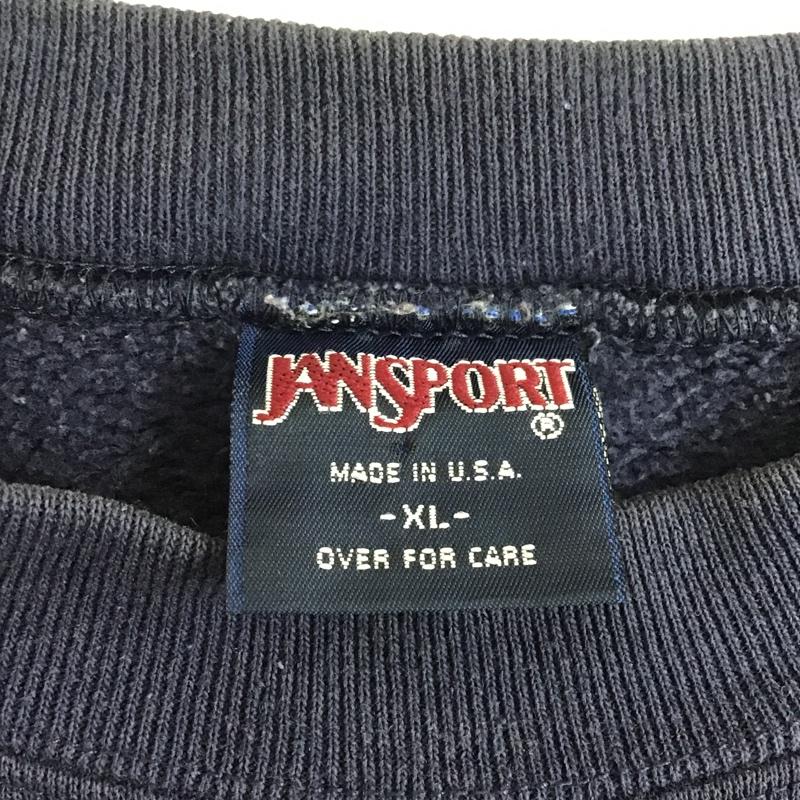 JANSPORT
®
MADE IN U.S.A.
-XL-
OVER FOR CARE